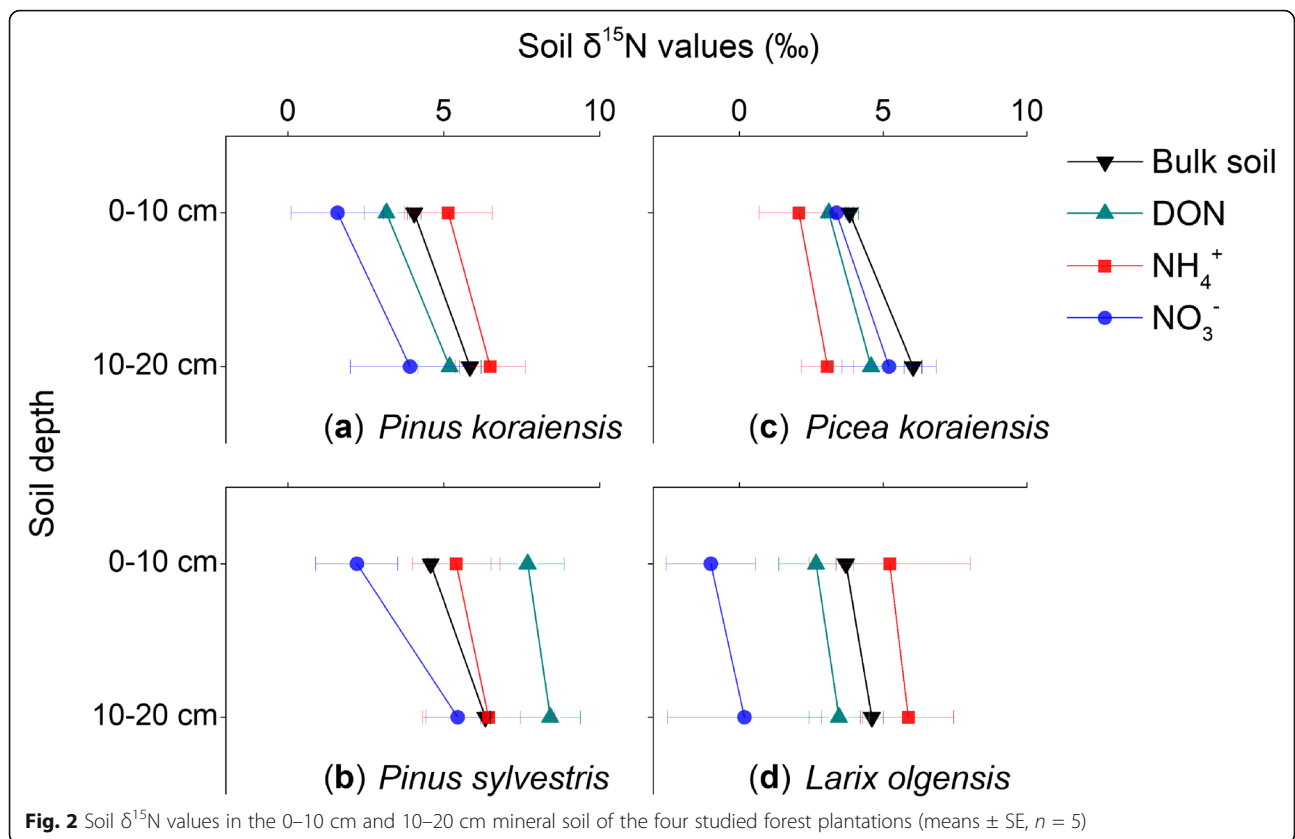 Soil δ¹⁵N values (‰)
0 5 10 0 5 10
Bulk soil
DON
NH₄⁺
NO₃⁻
Soil depth
0-10 cm
10-20 cm
(a) Pinus koraiensis
(c) Picea koraiensis
0-10 cm
10-20 cm
(b) Pinus sylvestris
(d) Larix olgensis
Fig. 2 Soil δ¹⁵N values in the 0–10 cm and 10–20 cm mineral soil of the four studied forest plantations (means ± SE, n = 5)